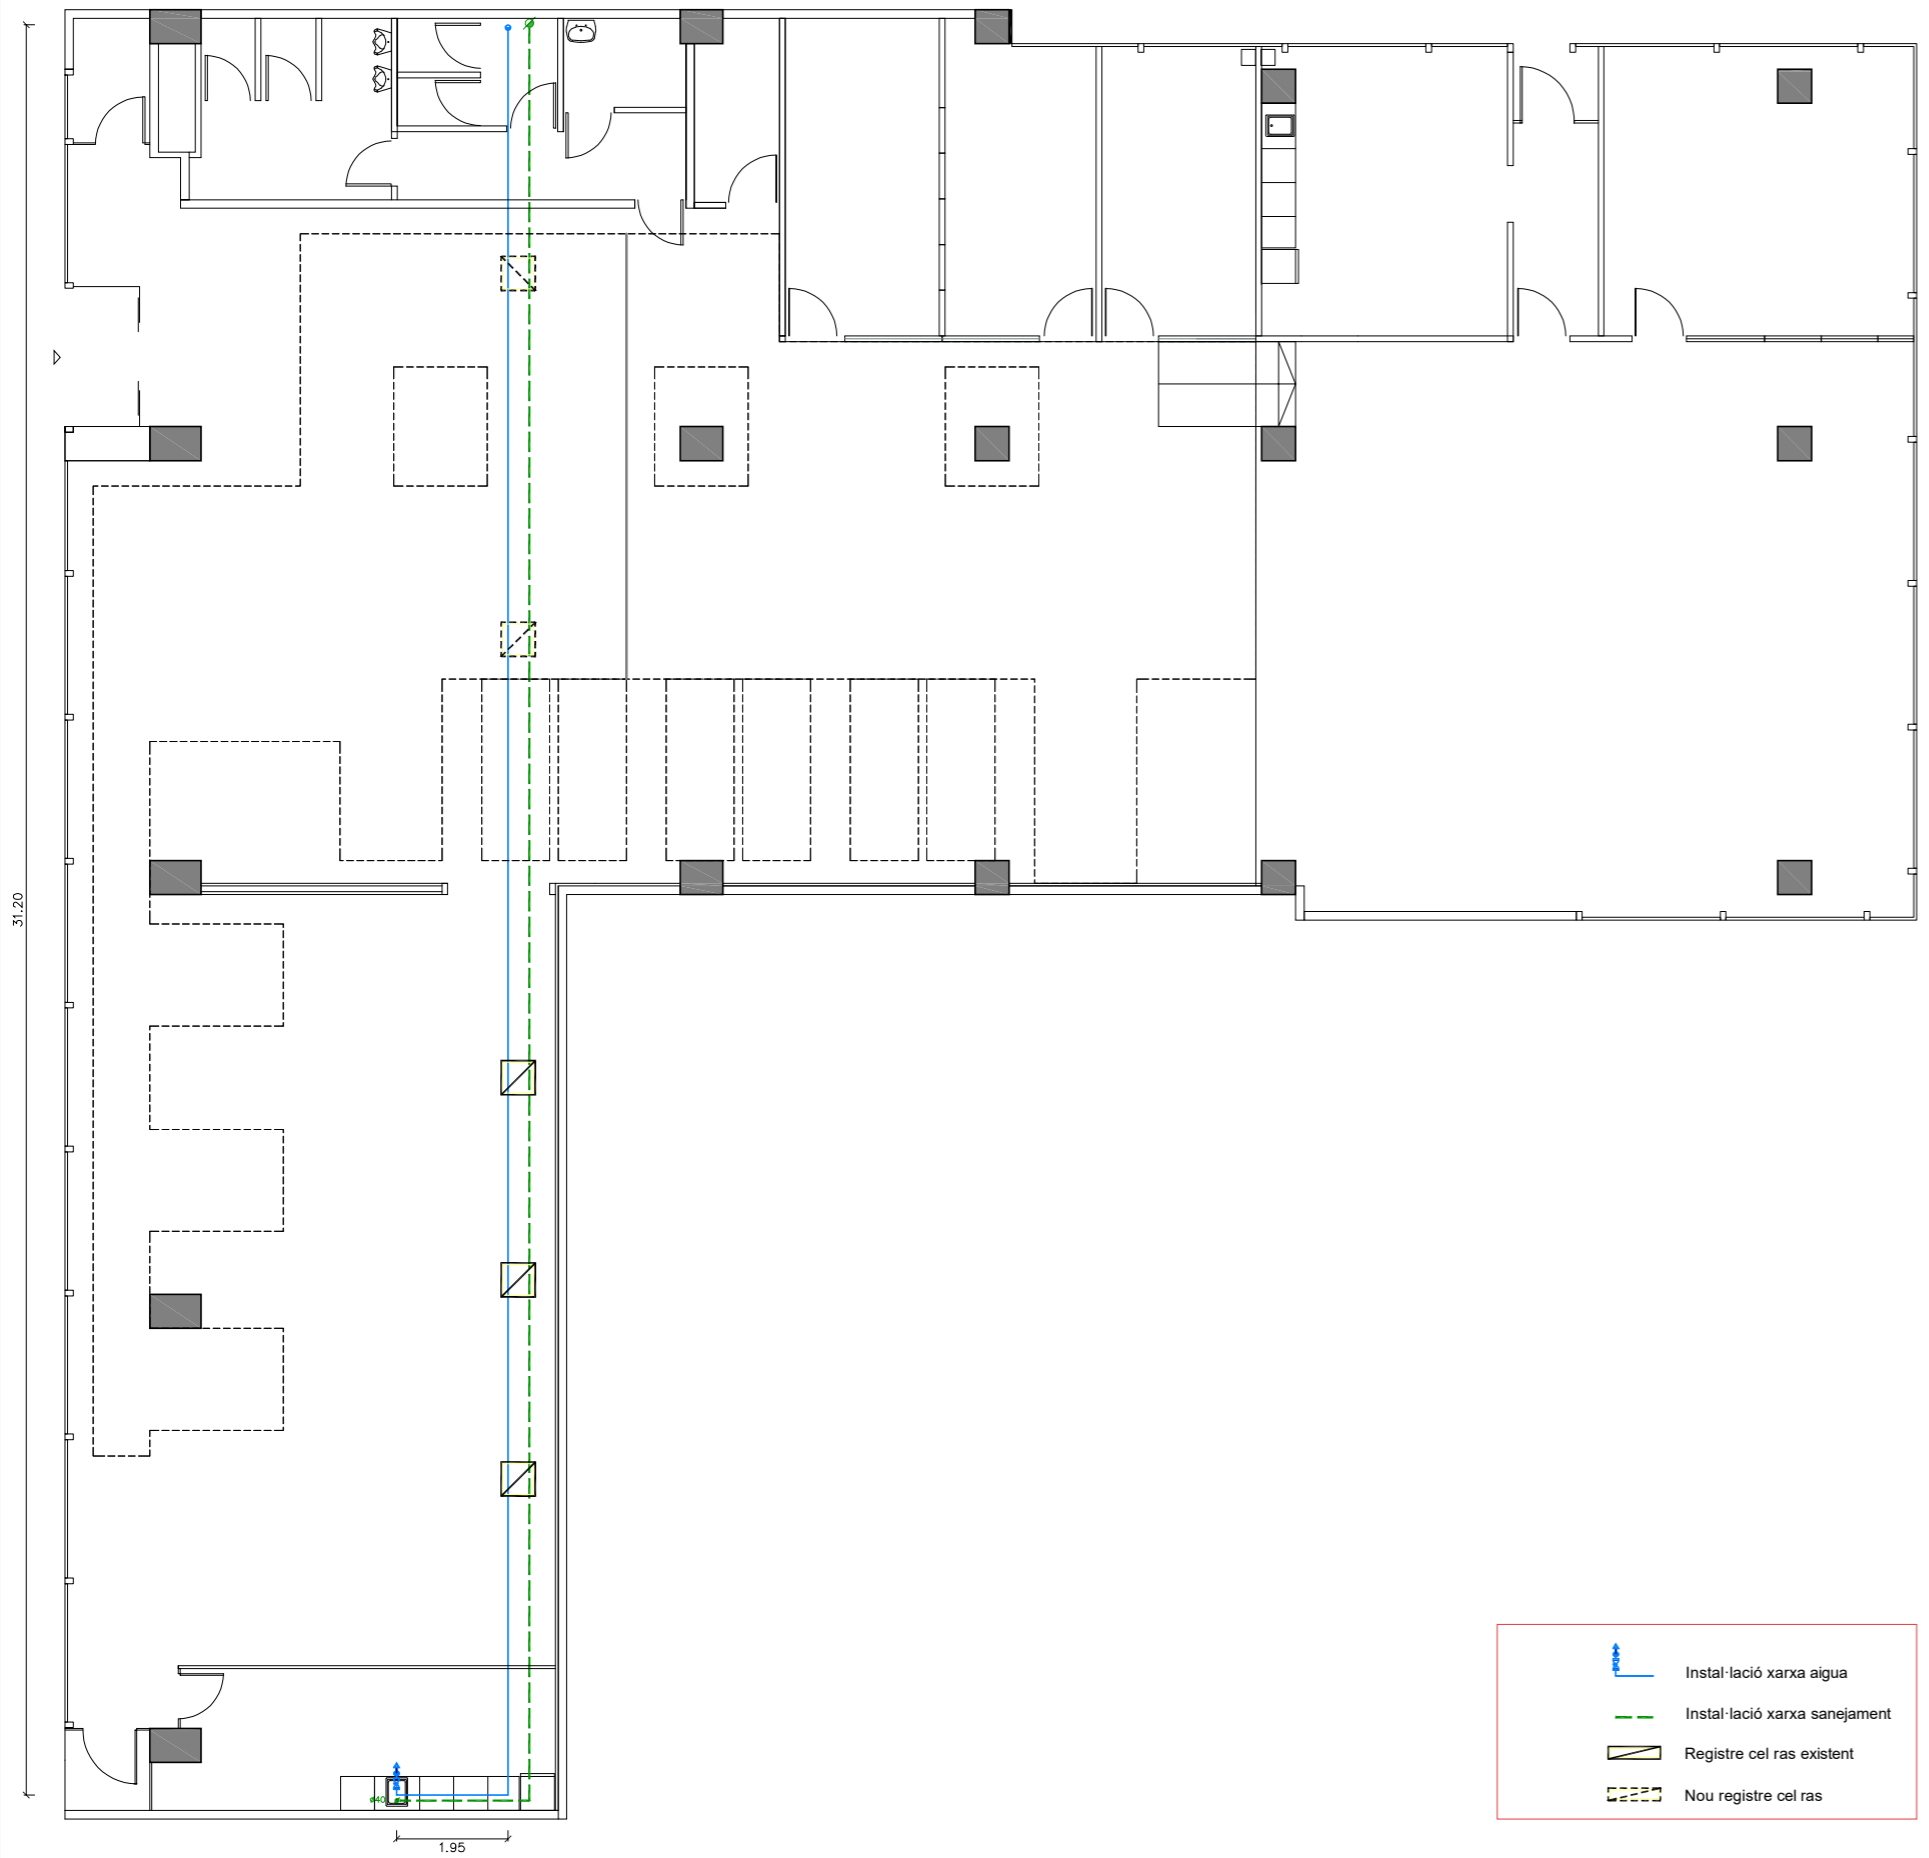 31.20
ø40
1.95
Instal·lació xarxa aigua
Instal·lació xarxa sanejament
Registre cel ras existent
Nou registre cel ras